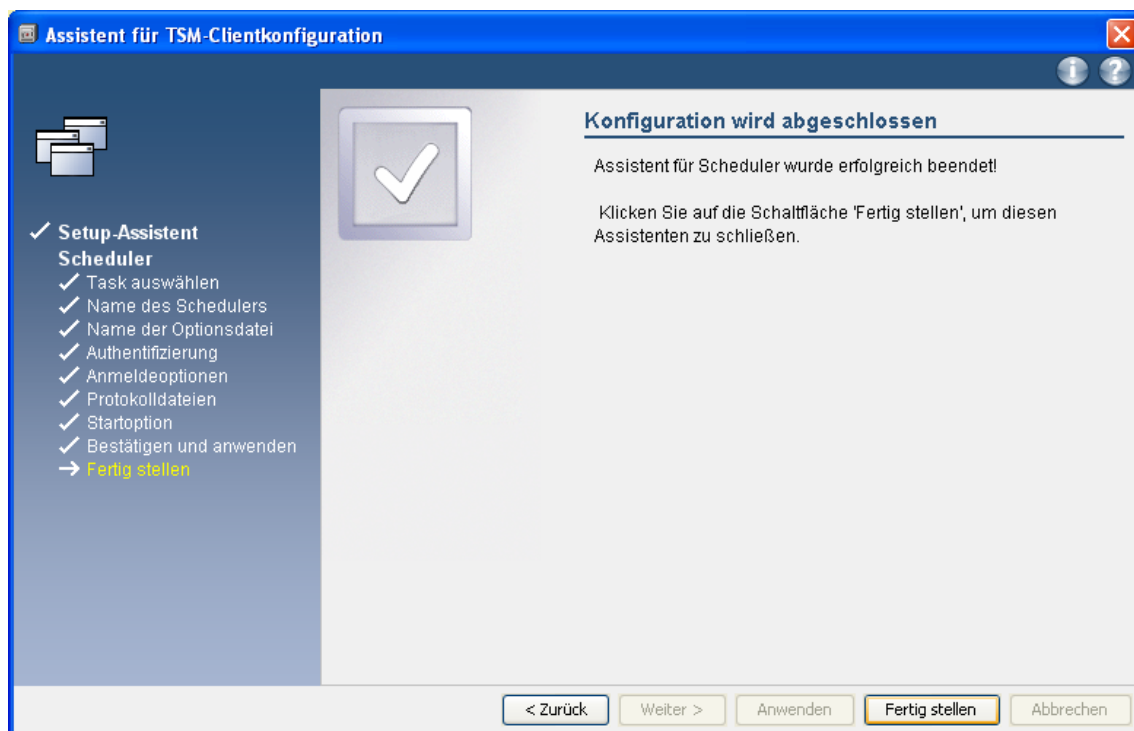 Assistent für TSM-Clientkonfiguration
Setup-Assistent
Scheduler
Task auswählen
Name des Schedulers
Name der Optionsdatei
Authentifizierung
Anmeldeoptionen
Protokolldateien
Startoption
Bestätigen und anwenden
Fertig stellen
Konfiguration wird abgeschlossen
Assistent für Scheduler wurde erfolgreich beendet!
Klicken Sie auf die Schaltfläche 'Fertig stellen', um diesen
Assistenten zu schließen.
< Zurück Weiter > Anwenden Fertig stellen Abbrechen